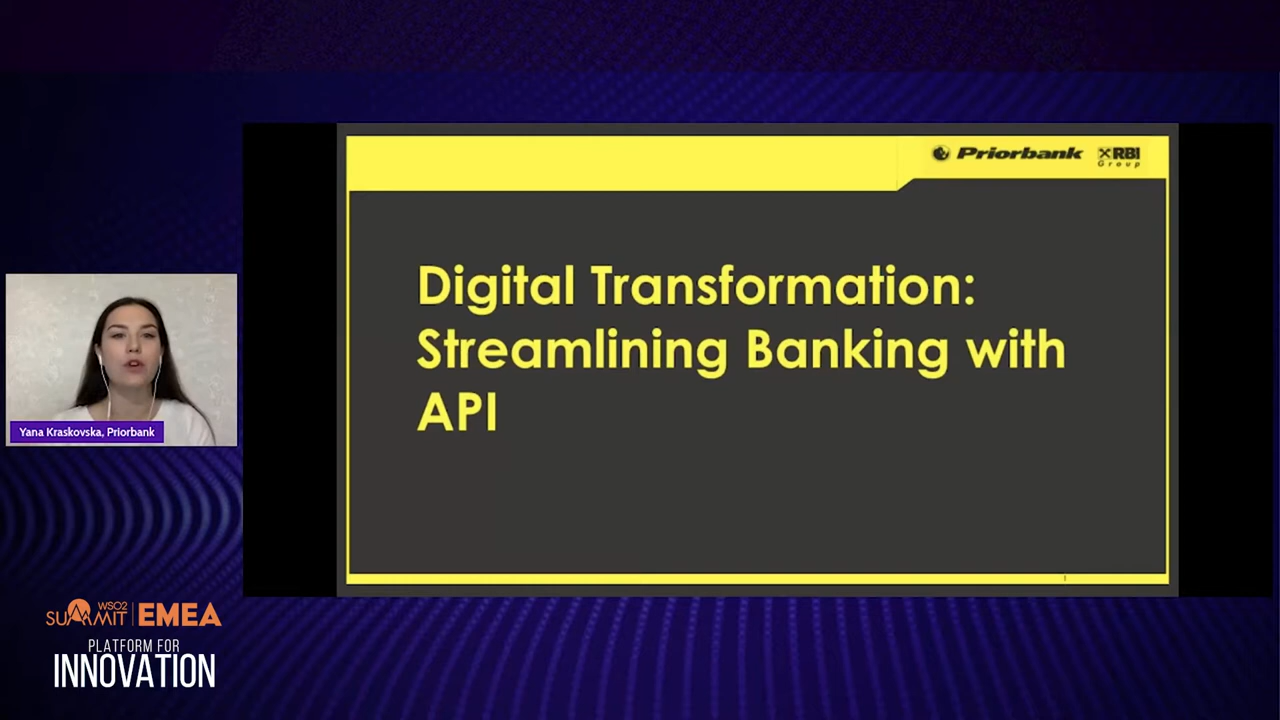 Priorbank
RBI
Group
Digital Transformation:
Streamlining Banking with
API
Yana Kraskovska, Priorbank
WSO2
SUMMIT
EMEA
PLATFORM FOR
INNOVATION